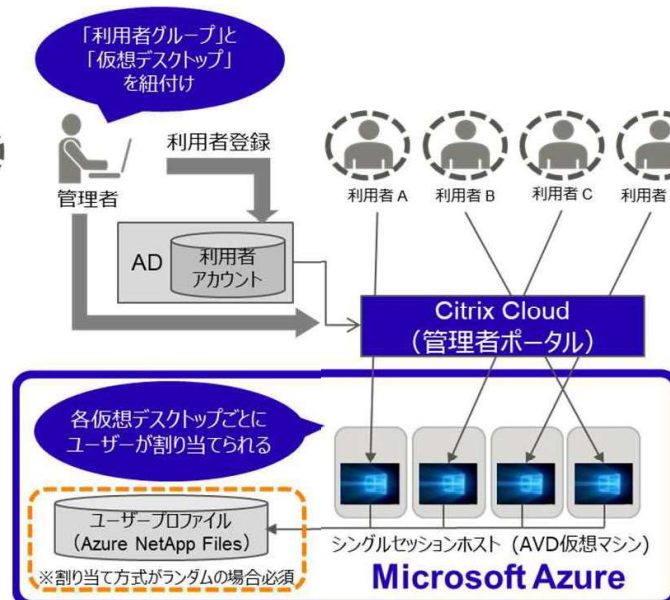 「利用者グループ」と
「仮想デスクトップ」
を紐付け
利用者登録
管理者
利用者A
利用者B
利用者C
利用者
AD
利用者
アカウント
Citrix Cloud
（管理者ポータル）
各仮想デスクトップごとに
ユーザーが割り当てられる
ユーザープロファイル
（Azure NetApp Files）
※割り当て方式がランダムの場合必須
シングルセッションホスト（AVD仮想マシン）
Microsoft Azure